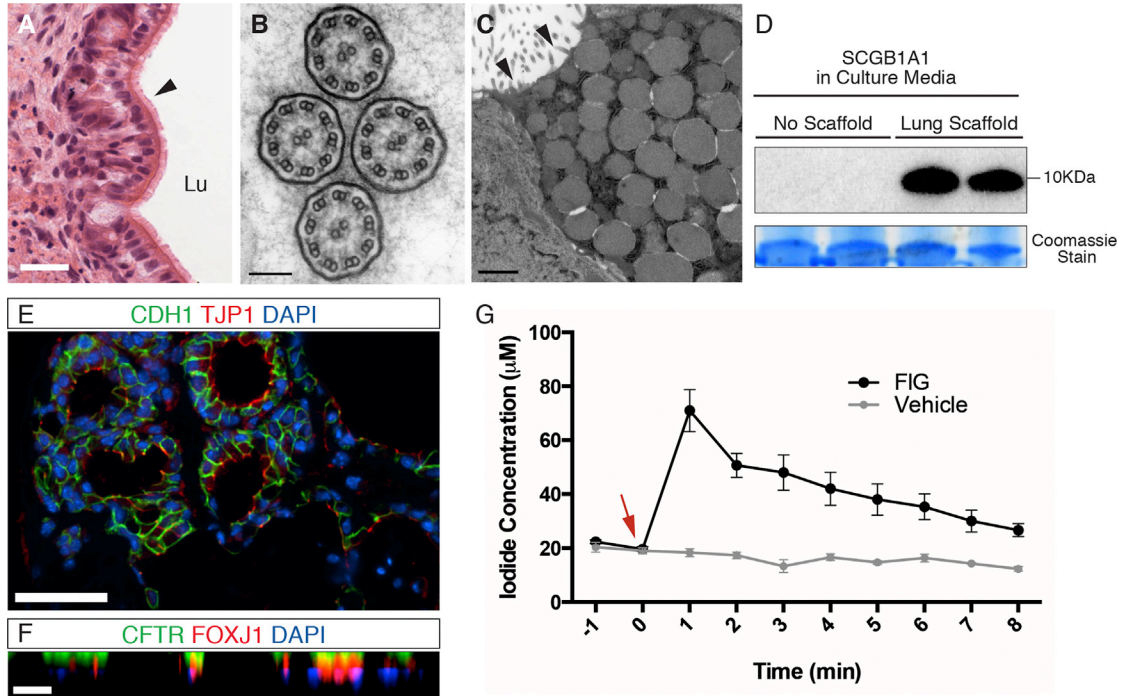 A
Lu
B
C
D
SCGB1A1
in Culture Media
No Scaffold Lung Scaffold
10KDa
Coomassie
Stain
E CDH1 TJP1 DAPI
F CFTR FOXJ1 DAPI
G
Iodide Concentration (µM)
100
80
60
40
20
0
FIG
Vehicle
-1 0 1 2 3 4 5 6 7 8
Time (min)